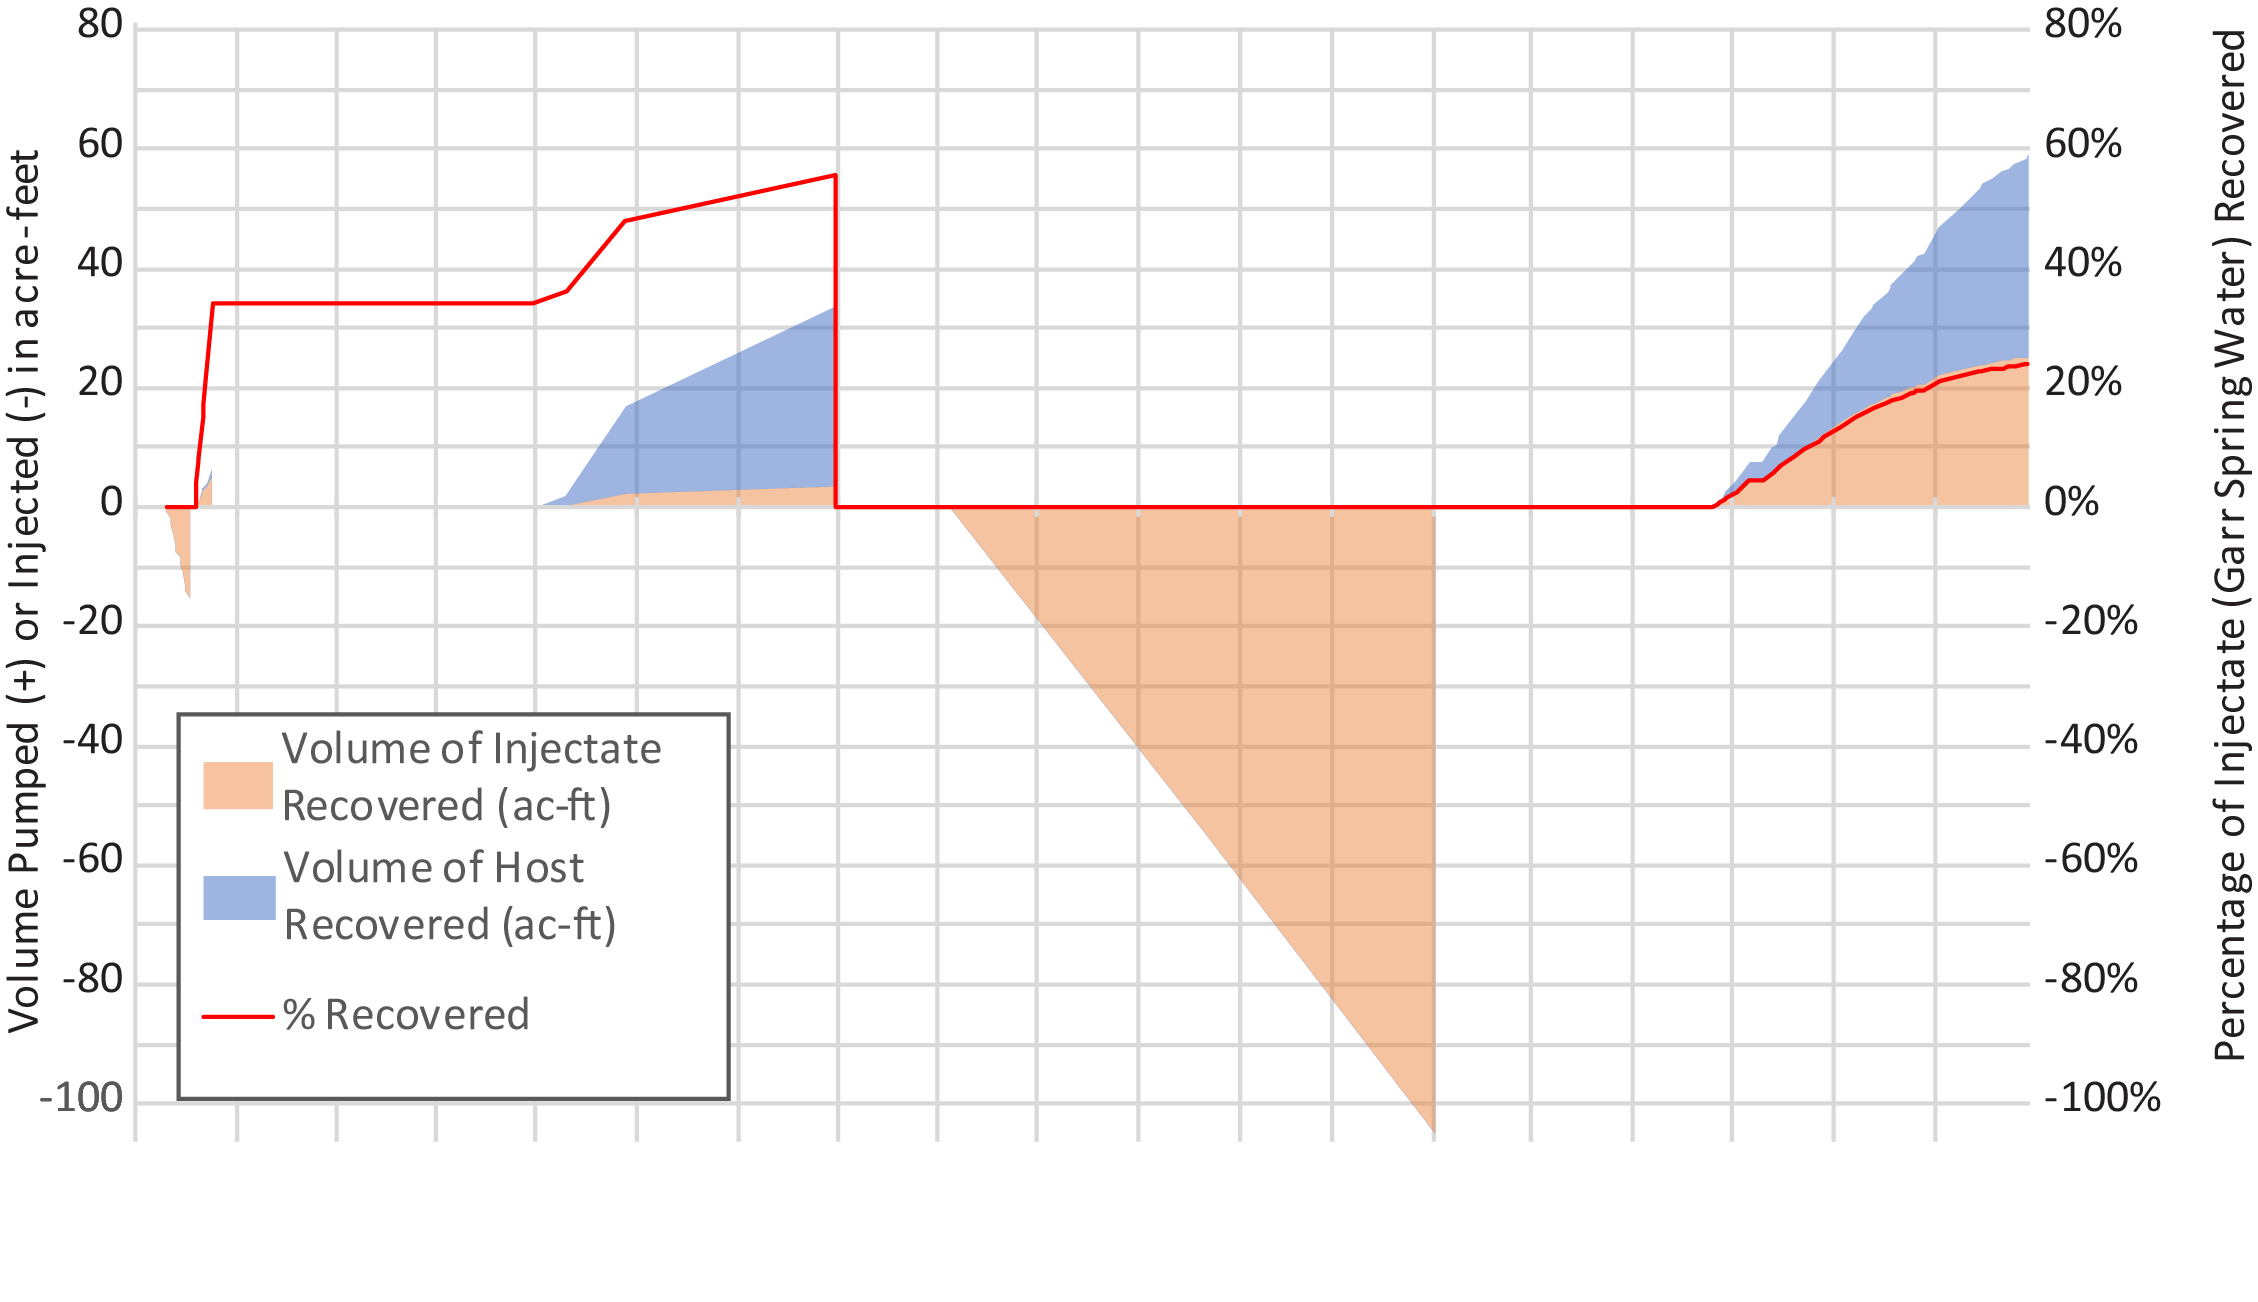 Volume Pumped (+) or Injected (-) in acre-feet
80
60
40
20
0
-20
-40
-60
-80
-100
Volume of Injectate
Recovered (ac-ft)
Volume of Host
Recovered (ac-ft)
% Recovered
80%
60%
40%
20%
0%
-20%
-40%
-60%
-80%
-100%
Percentage of Injectate (Garr Spring Water) Recovered